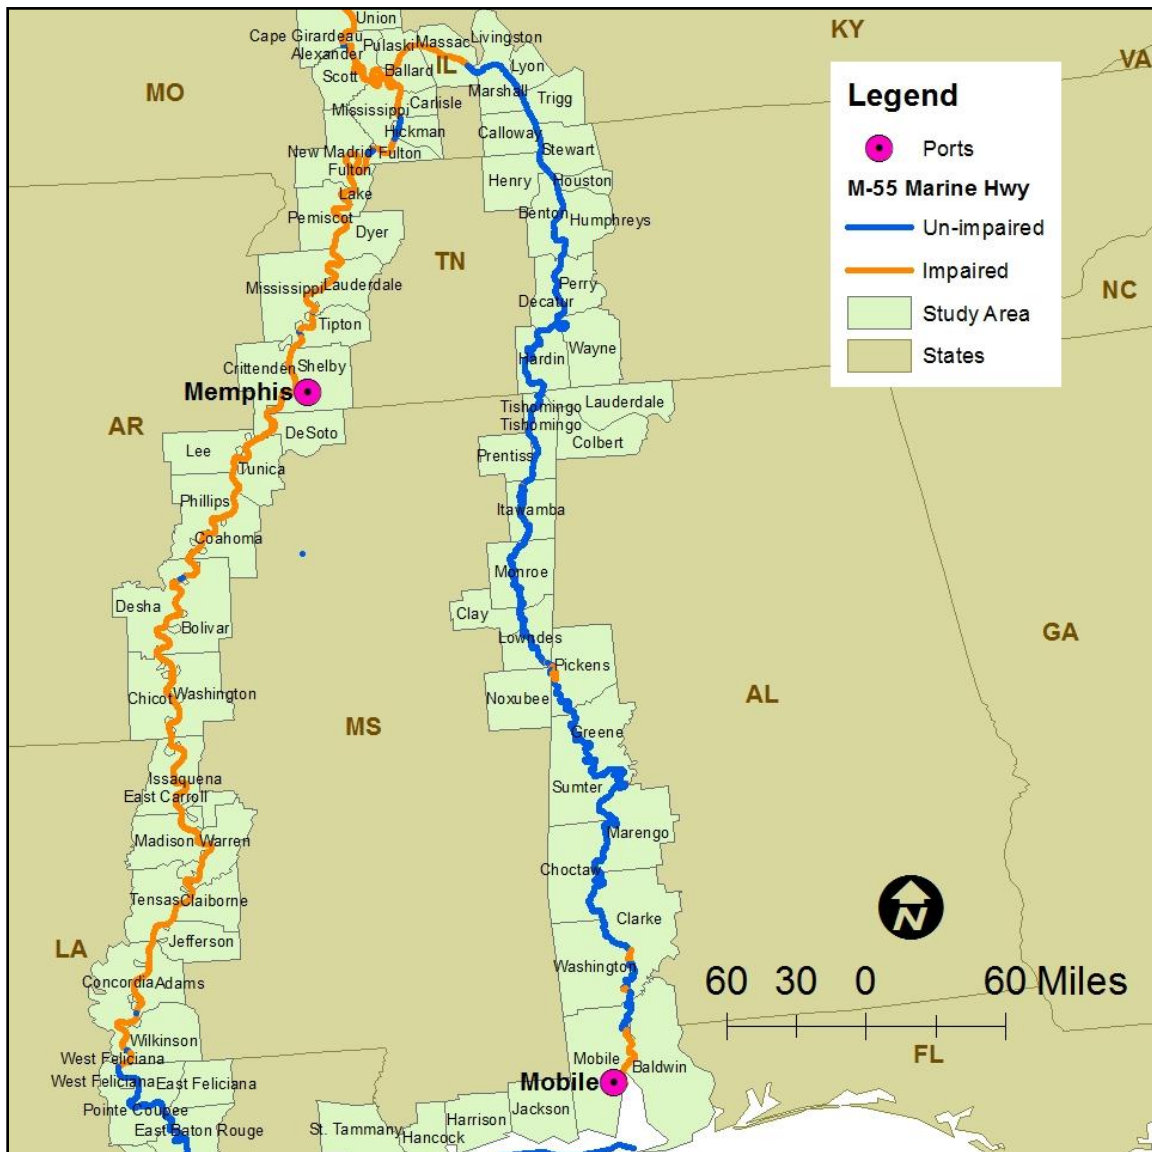 Union
KY
Cape Girardeau
Pulaski
Massac
Livingston
Alexander
VA
Scott
Ballard
IL
Lyon
MO
Marshall
Trigg
Carlisle
Mississippi
Hickman
Calloway
Stewart
New Madrid
Fulton
Fulton
Henry
Houston
Lake
Pemiscot
Benton
Humphreys
Dyer
TN
NC
Mississippi
Lauderdale
Perry
Decatur
Tipton
Wayne
Hardin
Crittenden
Shelby
Memphis
Tishomingo
Lauderdale
Tishomingo
AR
DeSoto
Colbert
Lee
Prentiss
Tunica
Phillips
Itawamba
Coahoma
Monroe
Desha
Clay
Bolivar
Lowndes
GA
Pickens
Chicot
Washington
Noxubee
AL
MS
Greene
Issaquena
Sumter
East Carroll
Madison
Warren
Marengo
Choctaw
Tensas
Claiborne
Clarke
Jefferson
LA
Washington
Concordia
Adams
Wilkinson
West Feliciana
Mobile
Baldwin
FL
West Feliciana
East Feliciana
Mobile
Pointe Coupee
Jackson
Harrison
East Baton Rouge
St. Tammany
Hancock
Legend
Ports
M-55 Marine Hwy
Un-impaired
Impaired
Study Area
States
N
60 30 0 60 Miles